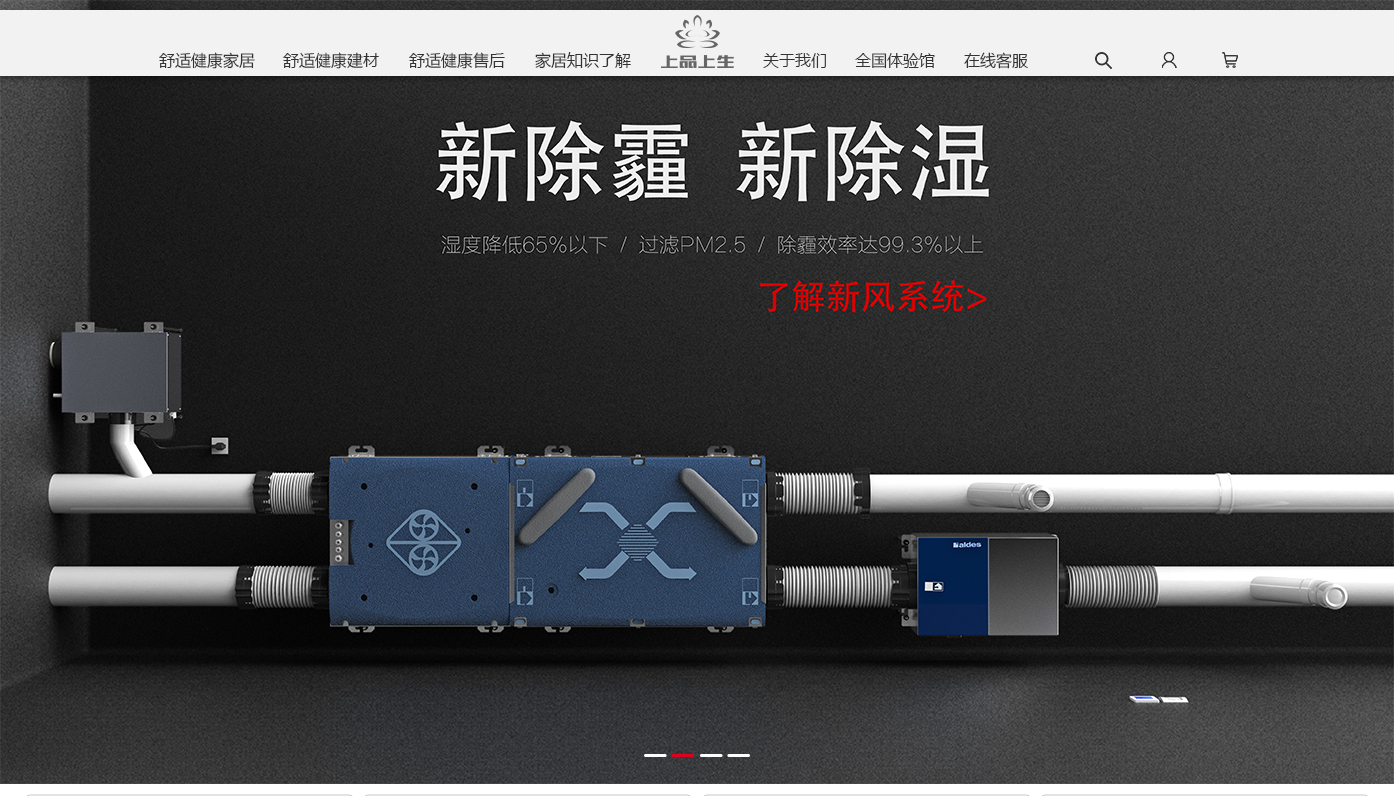 舒适健康家居 舒适健康建材 舒适健康售后 家居知识了解 上品上生 关于我们 全国体验馆 在线客服
新除霾 新除湿
湿度降低65%以下 / 过滤PM2.5 / 除霾效率达99.3%以上
了解新风系统>
aldes